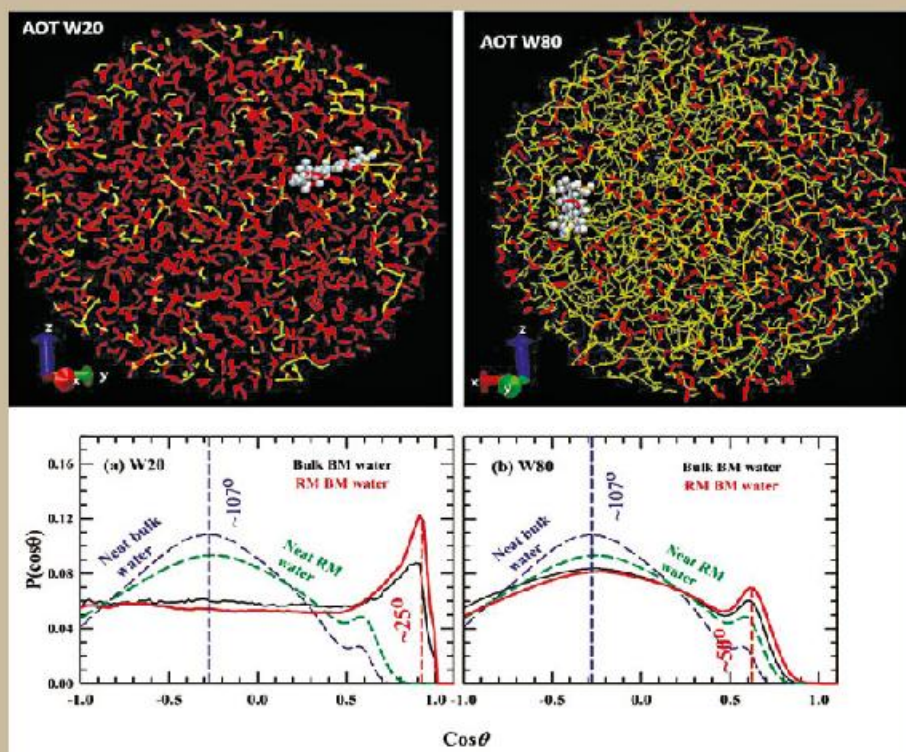 AOT W20
AOT W80
z
x
y
z
x
y
(a) W20
Bulk BM water
RM BM water
~107°
Neat bulk
water
Neat RM
water
~25°
0.16
0.12
0.08
0.04
0.00
P(cosθ)
-1.0
-0.5
0.0
0.5
1.0
(b) W80
Bulk BM water
RM BM water
~107°
Neat bulk
water
Neat RM
water
-1.0
-0.5
0.0
0.5
1.0
Cosθ